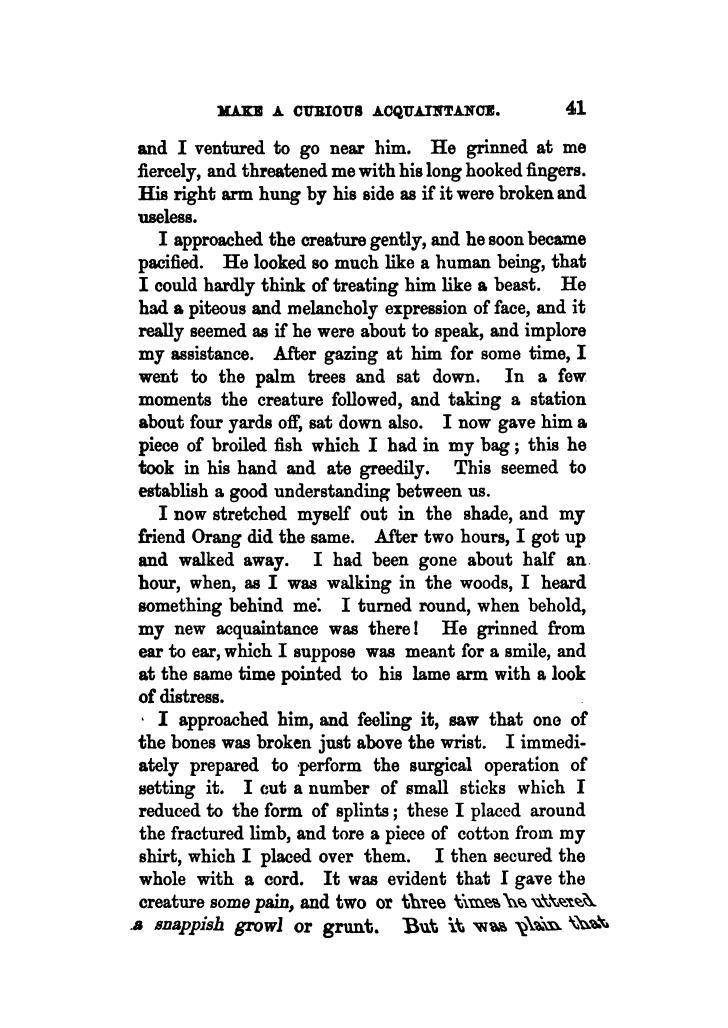 MAKE A CURIOUS ACQUAINTANCE. 41
and I ventured to go near him. He grinned at me
fiercely, and threatened me with his long hooked fingers.
His right arm hung by his side as if it were broken and
useless.
I approached the creature gently, and he soon became
pacified. He looked so much like a human being, that
I could hardly think of treating him like a beast. He
had a piteous and melancholy expression of face, and it
really seemed as if he were about to speak, and implore
my assistance. After gazing at him for some time, I
went to the palm trees and sat down. In a few
moments the creature followed, and taking a station
about four yards off, sat down also. I now gave him a
piece of broiled fish which I had in my bag; this he
took in his hand and ate greedily. This seemed to
establish a good understanding between us.
I now stretched myself out in the shade, and my
friend Orang did the same. After two hours, I got up
and walked away. I had been gone about half an
hour, when, as I was walking in the woods, I heard
something behind me. I turned round, when behold,
my new acquaintance was there! He grinned from
ear to ear, which I suppose was meant for a smile, and
at the same time pointed to his lame arm with a look
of distress.
I approached him, and feeling it, saw that one of
the bones was broken just above the wrist. I immedi-
ately prepared to perform the surgical operation of
setting it. I cut a number of small sticks which I
reduced to the form of splints; these I placed around
the fractured limb, and tore a piece of cotton from my
shirt, which I placed over them. I then secured the
whole with a cord. It was evident that I gave the
creature some pain, and two or three times he uttered
a snappish growl or grunt. But it was plain that